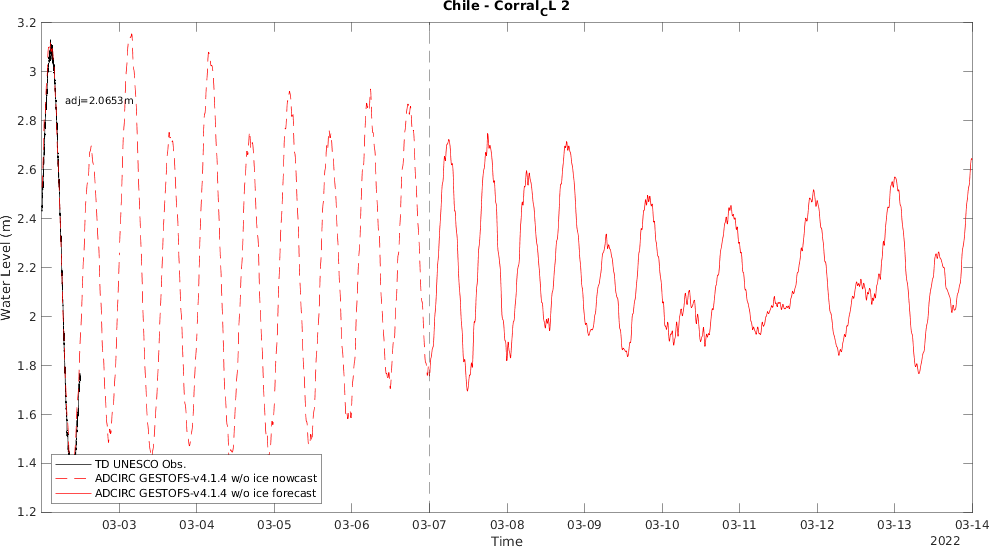 Chile - Corral_CL 2
3.2
3
2.8
2.6
2.4
2.2
2
1.8
1.6
1.4
1.2
Water Level (m)
adj=2.0653m
TD UNESCO Obs.
ADCIRC GESTOFS-v4.1.4 w/o ice nowcast
ADCIRC GESTOFS-v4.1.4 w/o ice forecast
03-03 03-04 03-05 03-06 03-07 03-08 03-09 03-10 03-11 03-12 03-13 03-14
Time
2022